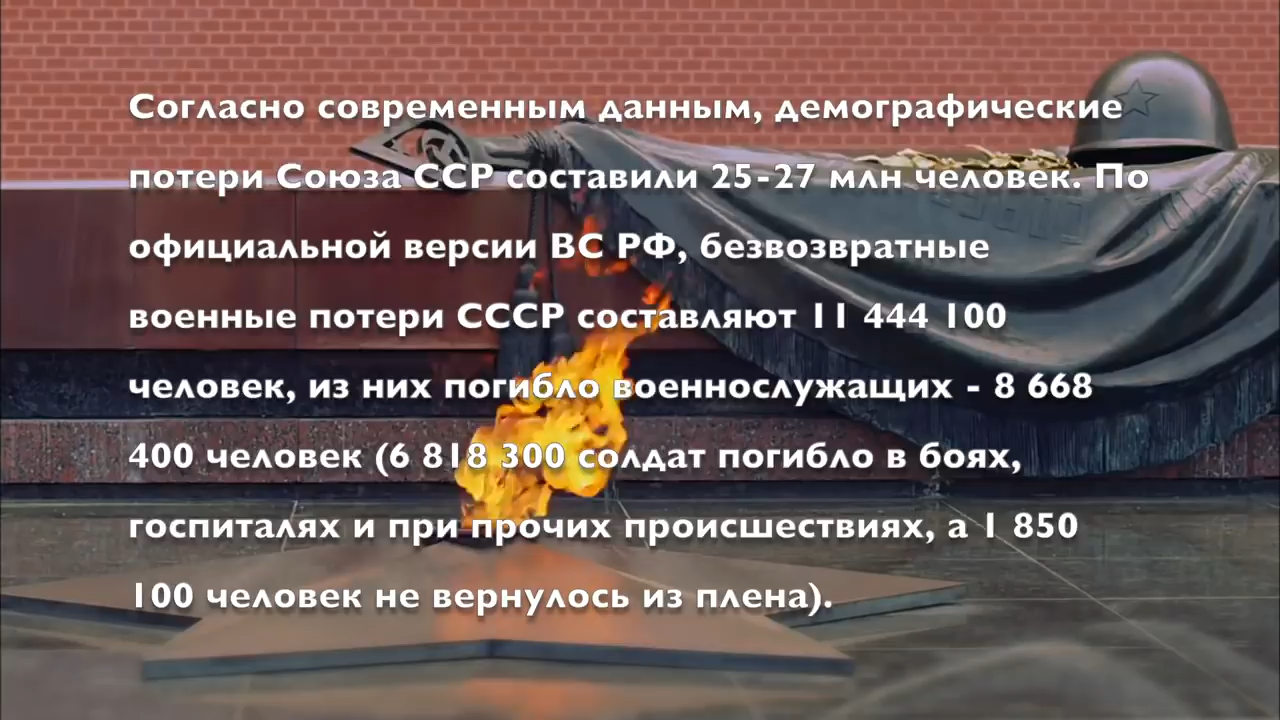 Согласно современным данным, демографические
потери Союза ССР составили 25-27 млн человек. По
официальной версии ВС РФ, безвозвратные
военные потери СССР составляют 11 444 100
человек, из них погибло военнослужащих - 8 668
400 человек (6 818 300 солдат погибло в боях,
госпиталях и при прочих происшествиях, а 1 850
100 человек не вернулось из плена).